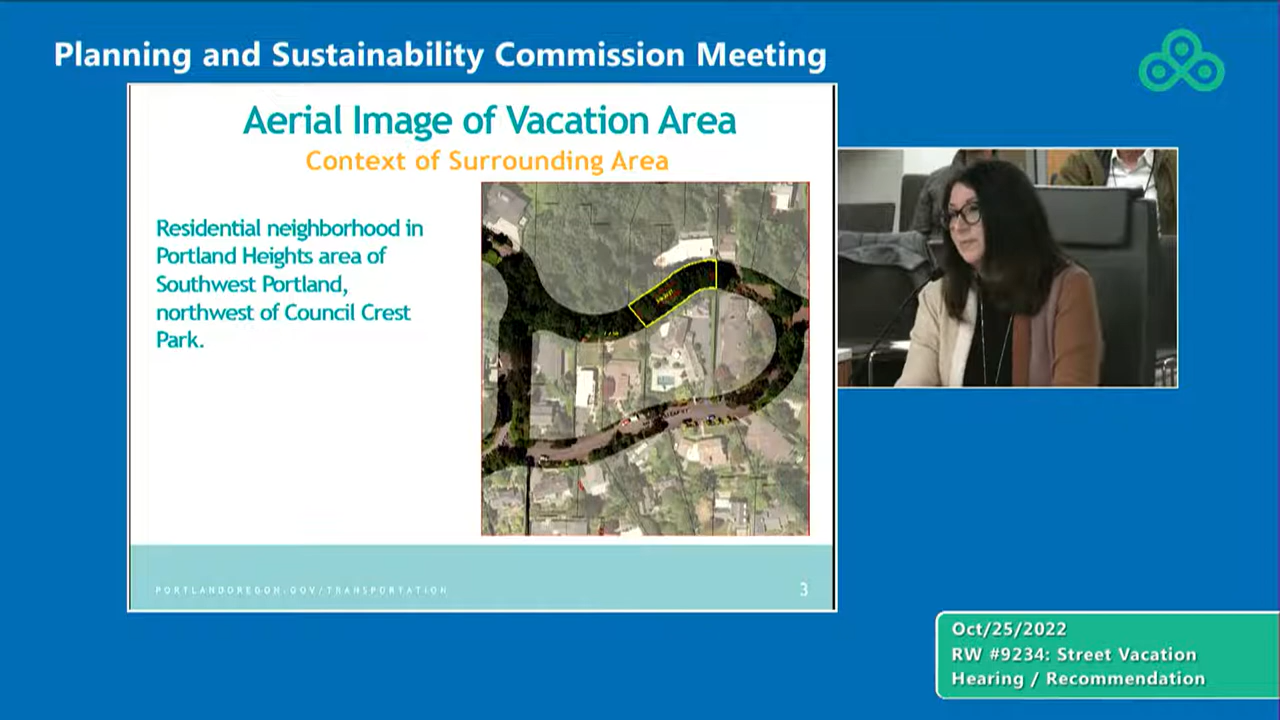 Planning and Sustainability Commission Meeting
Aerial Image of Vacation Area
Context of Surrounding Area
Residential neighborhood in
Portland Heights area of
Southwest Portland,
northwest of Council Crest
Park.
PORTLANDOREGON.GOV/TRANSPORTATION
3
Oct/25/2022
RW #9234: Street Vacation
Hearing / Recommendation